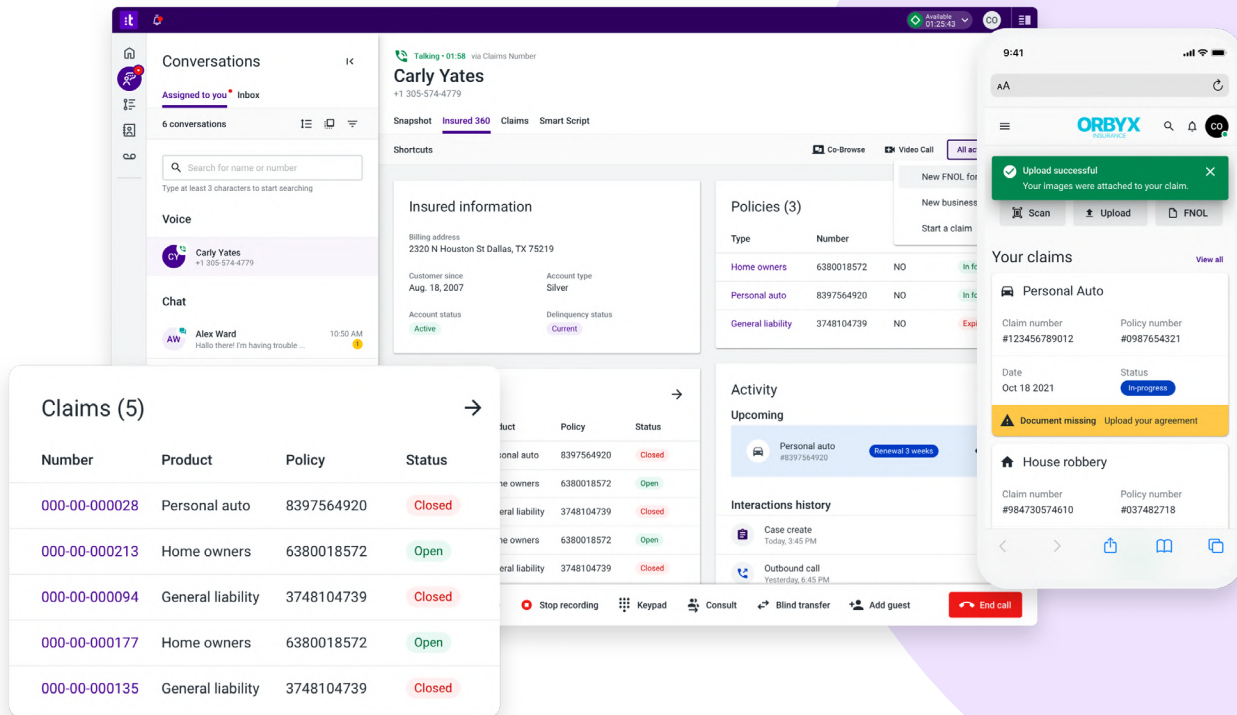 :t
Available
01:25:43
CO
Conversations
Assigned to you
Inbox
6 conversations
Search for name or number
Type at least 3 characters to start searching
Voice
CY
Carly Yates
+1 305-574-4779
Chat
AW
Alex Ward
10:50 AM
Hallo there! I'm having trouble ...
1
Talking • 01:58 via Claims Number
Carly Yates
+1 305-574-4779
Snapshot Insured 360 Claims Smart Script
Shortcuts
Co-Browse
Video Call
New FNOL
New business
Start a claim
Insured information
Billing address
2320 N Houston St Dallas, TX 75219
Customer since
Account type
Aug. 18, 2007
Silver
Account status
Delinquency status
Active
Current
Policies (3)
Type Number
Home owners 6380018572 NO
Personal auto 8397564920 NO
General liability 3748104739 NO
Policy Status
8397564920 Closed
6380018572 Open
liability 3748104739 Closed
owners 6380018572 Open
liability 3748104739 Closed
Activity
Upcoming
Personal auto
#8397564920
Renewal 3 weeks
Interactions history
Case create
Today, 3:45 PM
Outbound call
Yesterday, 6:45 PM
Stop recording
Keypad
Consult
Blind transfer
Add guest
End call
Claims (5)
Number Product Policy Status
000-00-000028 Personal auto 8397564920 Closed
000-00-000213 Home owners 6380018572 Open
000-00-000094 General liability 3748104739 Closed
000-00-000177 Home owners 6380018572 Open
000-00-000135 General liability 3748104739 Closed
9:41
AA
ORBYX
INSURANCE
CO
Upload successful
Your images were attached to your claim.
Scan
Upload
FNOL
Your claims
View all
Personal Auto
Claim number Policy number
#123456789012 #0987654321
Date Status
Oct 18 2021 In-progress
Document missing Upload your agreement
House robbery
Claim number Policy number
#984730574610 #037482718